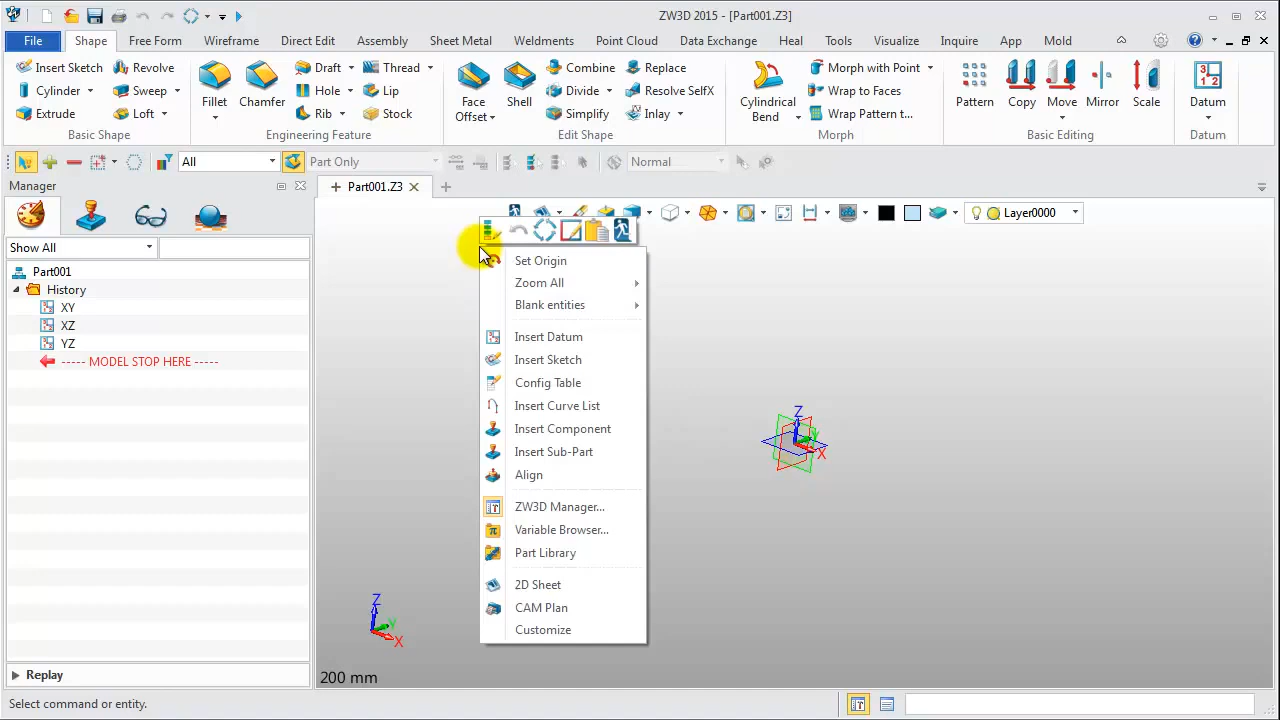 ZW3D 2015 - [Part001.Z3]
File Shape Free Form Wireframe Direct Edit Assembly Sheet Metal Weldments Point Cloud Data Exchange Heal Tools Visualize Inquire App Mold
Insert Sketch Revolve Draft Thread Combine Replace Morph with Point
Cylinder Sweep Hole Lip Divide Resolve SelfX Wrap to Faces
Extrude Loft Rib Stock Simplify Inlay Wrap Pattern t...
Fillet Chamfer Face Offset Shell Cylindrical Bend Pattern Copy Move Mirror Scale Datum
Basic Shape Engineering Feature Edit Shape Morph Basic Editing Datum
All Part Only Normal
Manager
Part001.Z3
Layer0000
Show All
Part001
History
XY
XZ
YZ
----- MODEL STOP HERE -----
Set Origin
Zoom All
Blank entities
Insert Datum
Insert Sketch
Config Table
Insert Curve List
Insert Component
Insert Sub-Part
Align
ZW3D Manager...
Variable Browser...
Part Library
2D Sheet
CAM Plan
Customize
Z
Y
X
Z
Y
X
200 mm
Replay
Select command or entity.